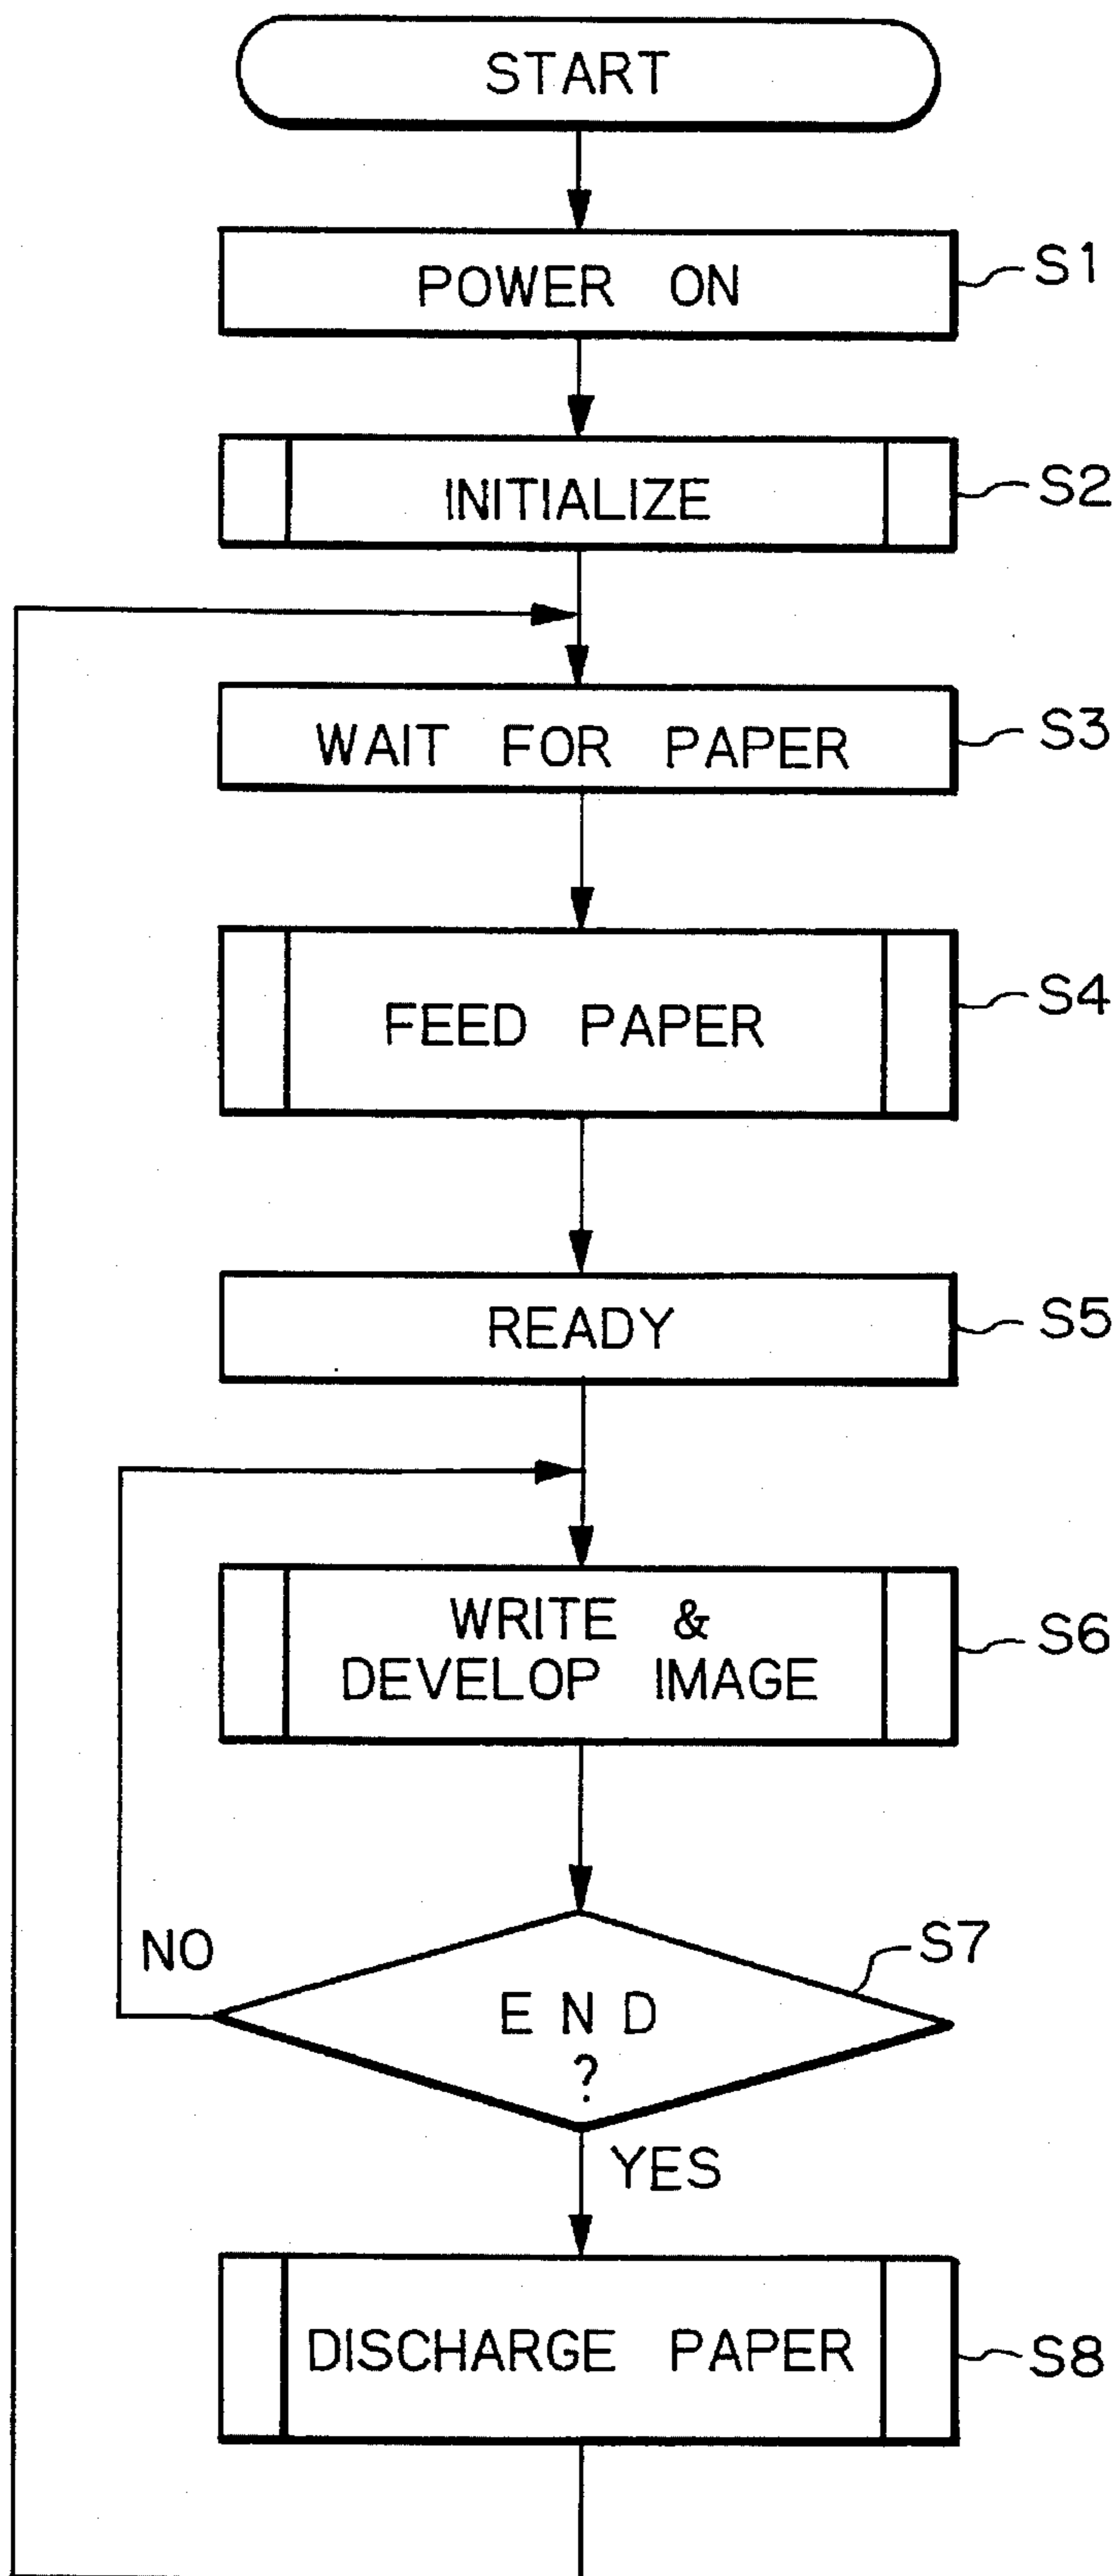 START
POWER ON
S1
INITIALIZE
S2
WAIT FOR PAPER
S3
FEED PAPER
S4
READY
S5
WRITE &
DEVELOP IMAGE
S6
NO
S7
END
?
YES
DISCHARGE PAPER
S8